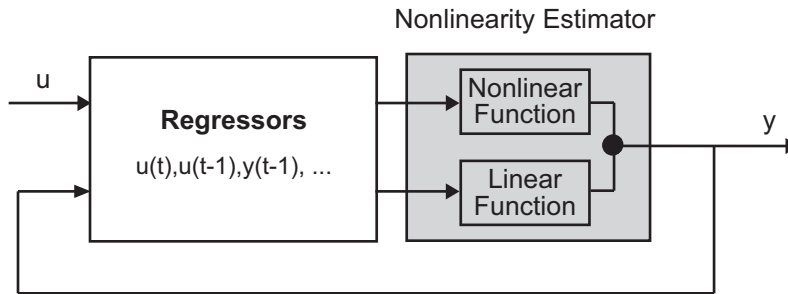 Nonlinearity Estimator
u
Regressors
u(t),u(t-1),y(t-1), ...
Nonlinear
Function
Linear
Function
y